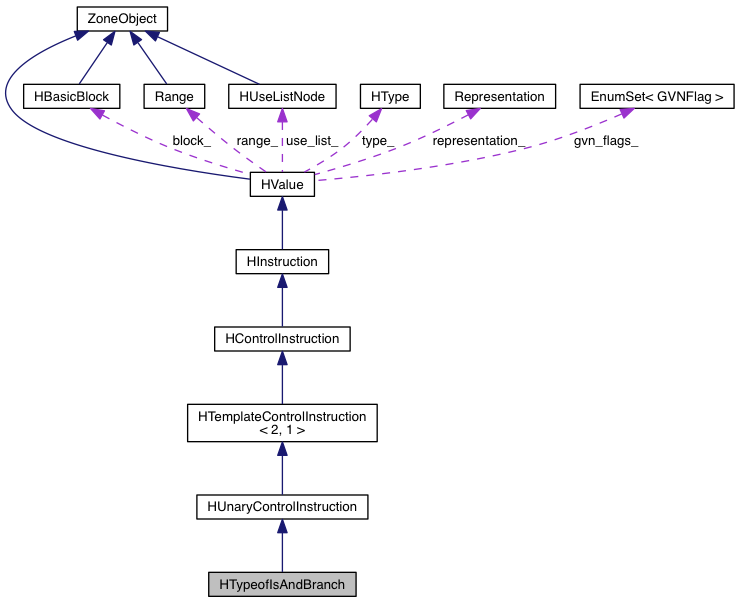 ZoneObject
HBasicBlock
Range
HUseListNode
HType
Representation
EnumSet< GVNFlag >
block_
range_
use_list_
type_
representation_
gvn_flags_
HValue
HInstruction
HControlInstruction
HTemplateControlInstruction
< 2, 1 >
HUnaryControlInstruction
HTypeofIsAndBranch